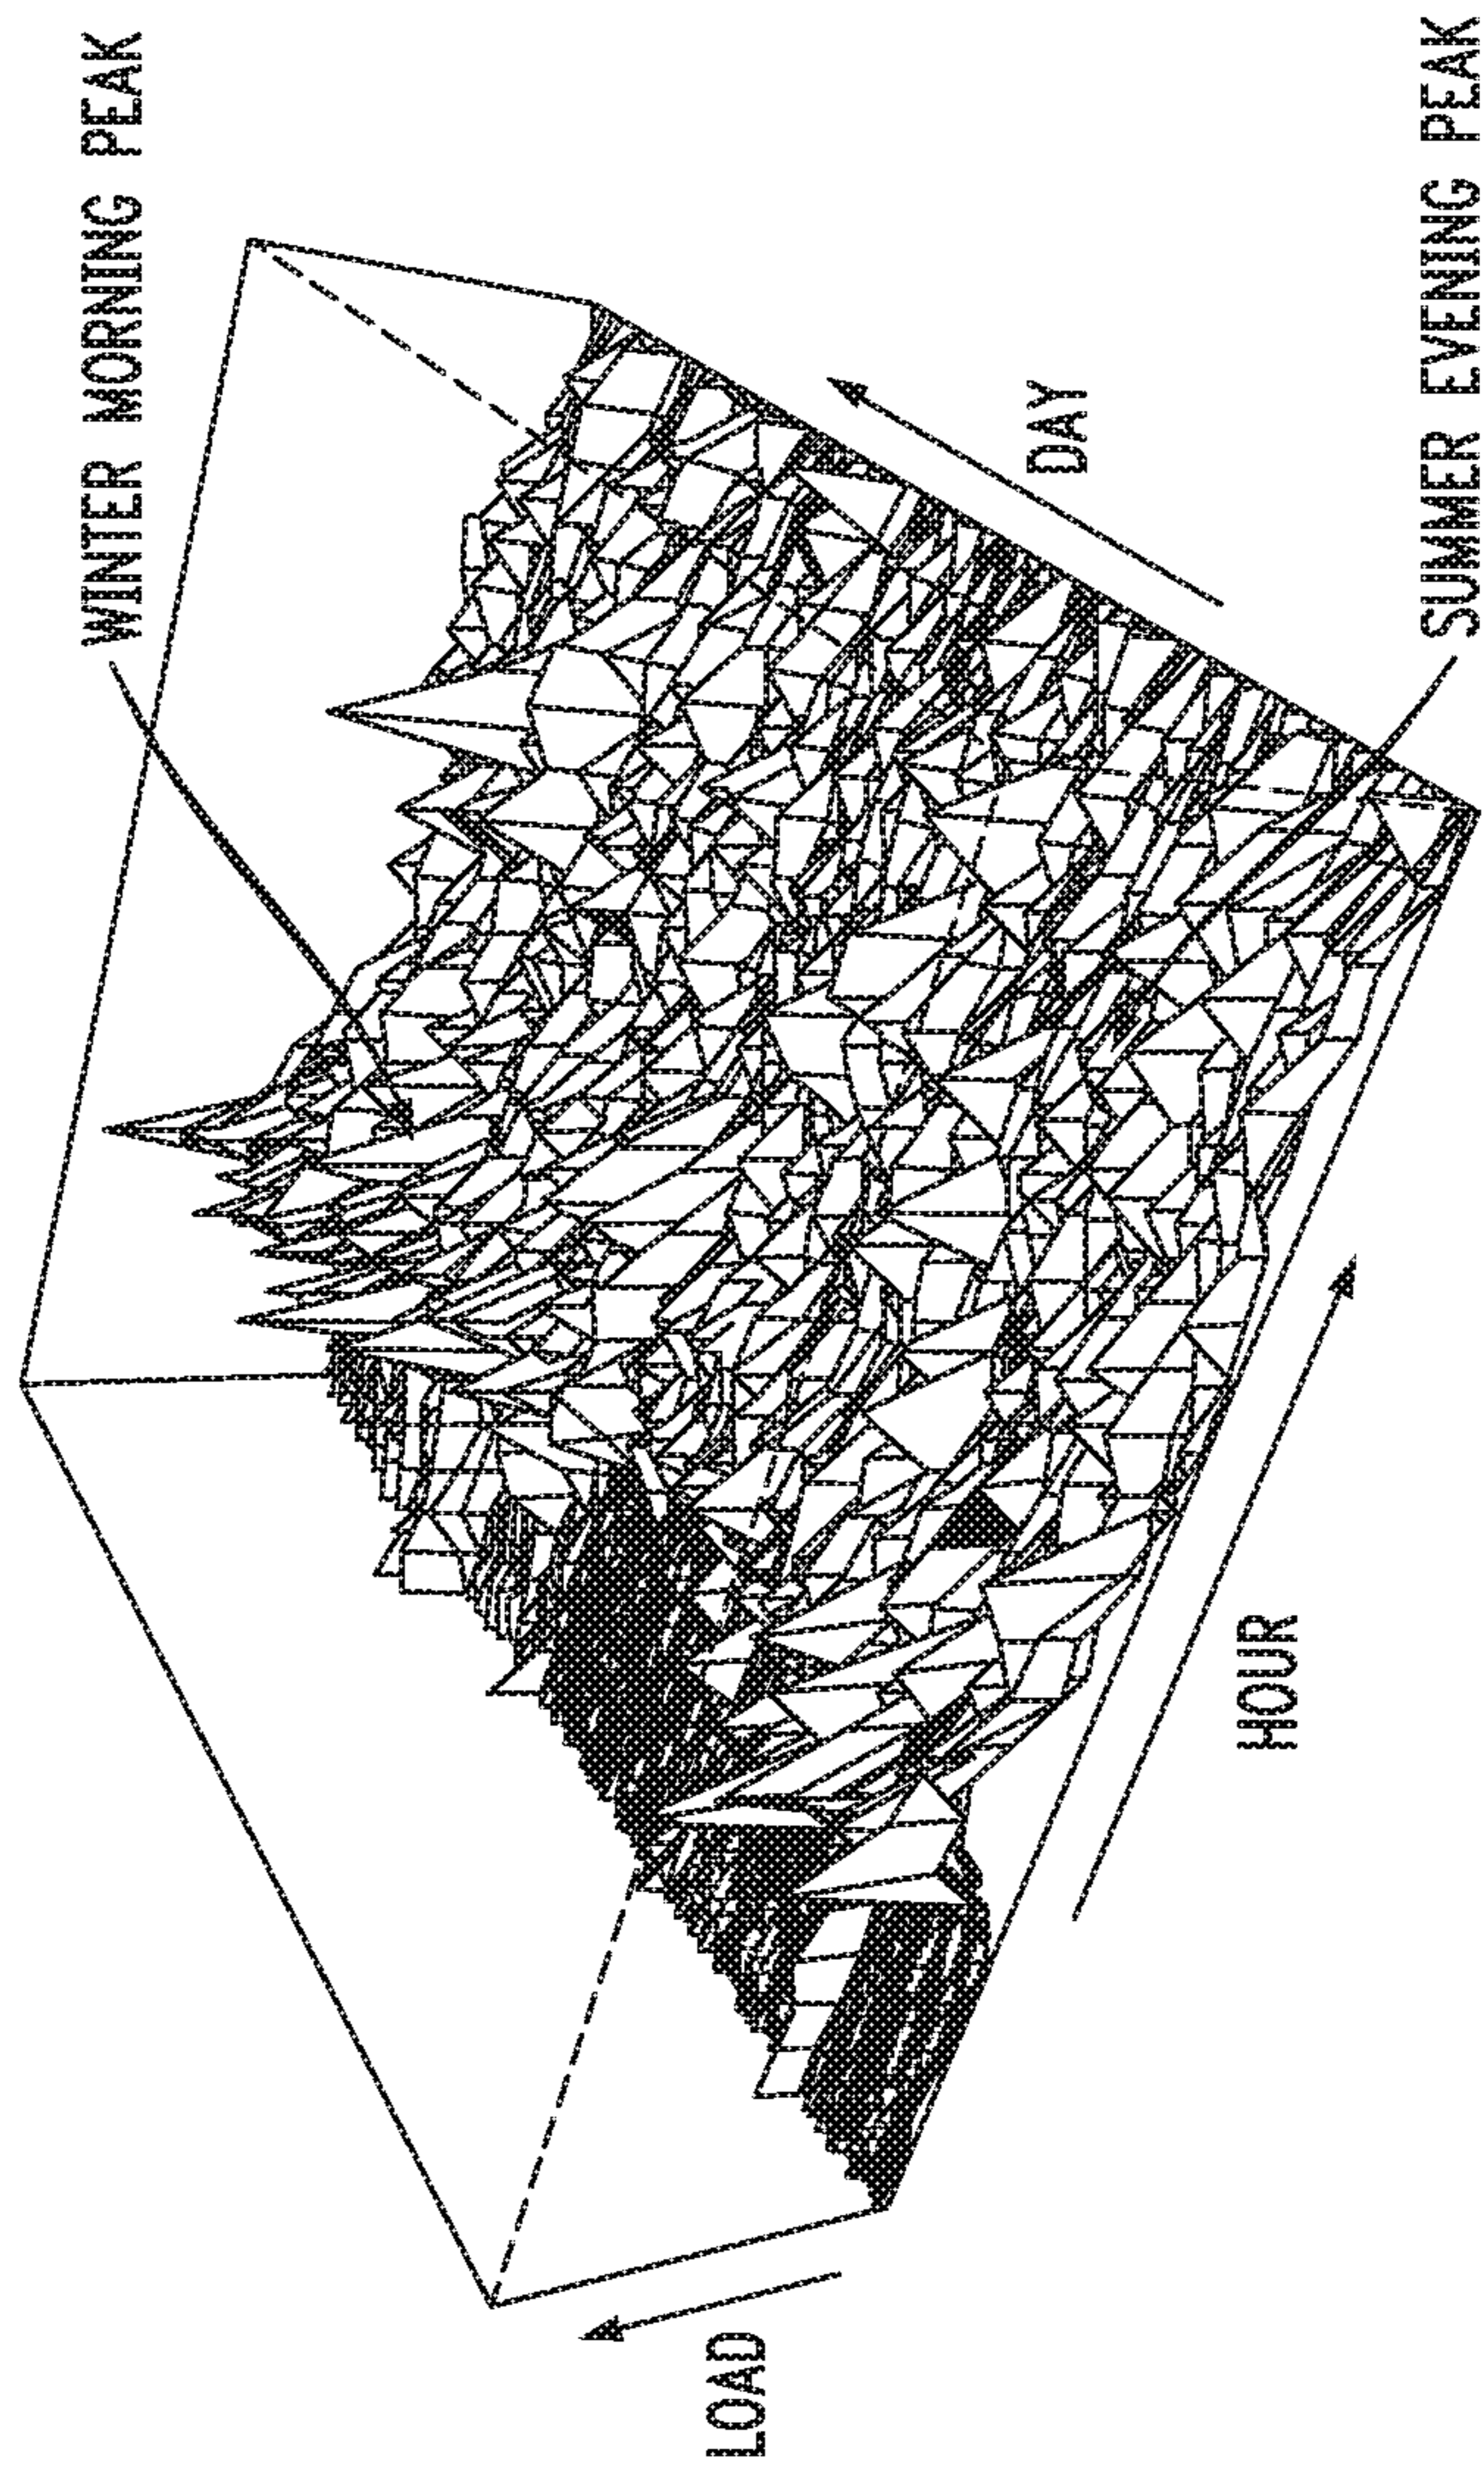 WINTER MORNING PEAK
LOAD
DAY
HOUR
SUMMER EVENING PEAK